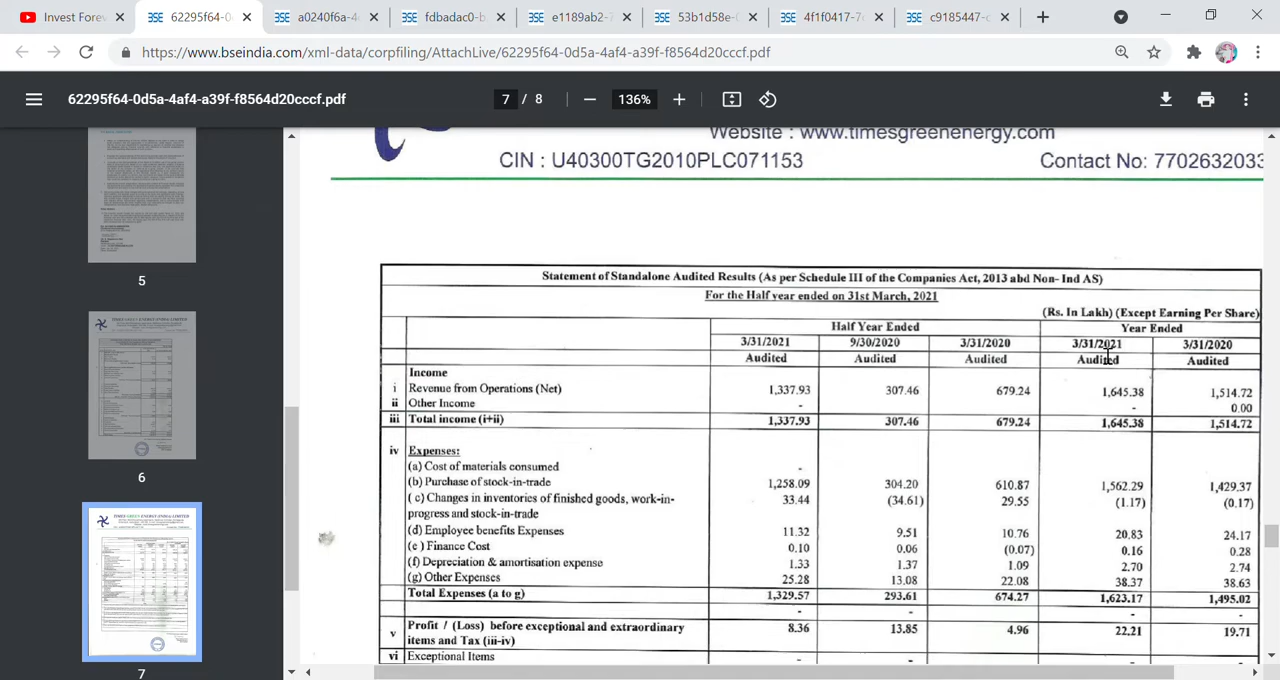 Invest Forev
62295f64-0
a0240f6a-4
fdbadac0-b
e1189ab2-7
53b1d58e-0
4f1f0417-7
c9185447-c
https://www.bseindia.com/xml-data/corpfiling/AttachLive/62295f64-0d5a-4af4-a39f-f8564d20cccf.pdf
62295f64-0d5a-4af4-a39f-f8564d20cccf.pdf
7 / 8
136%
Website : www.timesgreenenergy.com
CIN : U40300TG2010PLC071153 Contact No: 7702632033
5
6
TIMES GREEN ENERGY (INDIA) LIMITED
7
Statement of Standalone Audited Results (As per Schedule III of the Companies Act, 2013 abd Non- Ind AS)
For the Half year ended on 31st March, 2021
(Rs. In Lakh) (Except Earning Per Share)
Half Year Ended Year Ended
3/31/2021 9/30/2020 3/31/2020 3/31/2021 3/31/2020
Audited Audited Audited Audited Audited
Income
i Revenue from Operations (Net) 1,337.93 307.46 679.24 1,645.38 1,514.72
ii Other Income - - 0.00
iii Total income (i+ii) 1,337.93 307.46 679.24 1,645.38 1,514.72
iv Expenses:
(a) Cost of materials consumed -
(b) Purchase of stock-in-trade 1,258.09 304.20 610.87 1,562.29 1,429.37
( c) Changes in inventories of finished goods, work-in- 33.44 (34.61) 29.55 (1.17) (0.17)
progress and stock-in-trade
(d) Employee benefits Expenses 11.32 9.51 10.76 20.83 24.17
(e ) Finance Cost 0.10 0.06 (0.07) 0.16 0.28
(f) Depreciation & amortisation expense 1.33 1.37 1.09 2.70 2.74
(g) Other Expenses 25.28 13.08 22.08 38.37 38.63
Total Expenses (a to g) 1,329.57 293.61 674.27 1,623.17 1,495.02
- - - -
v Profit / (Loss) before exceptional and extraordinary 8.36 13.85 4.96 22.21 19.71
items and Tax (iii-iv)
vi Exceptional Items - - - -